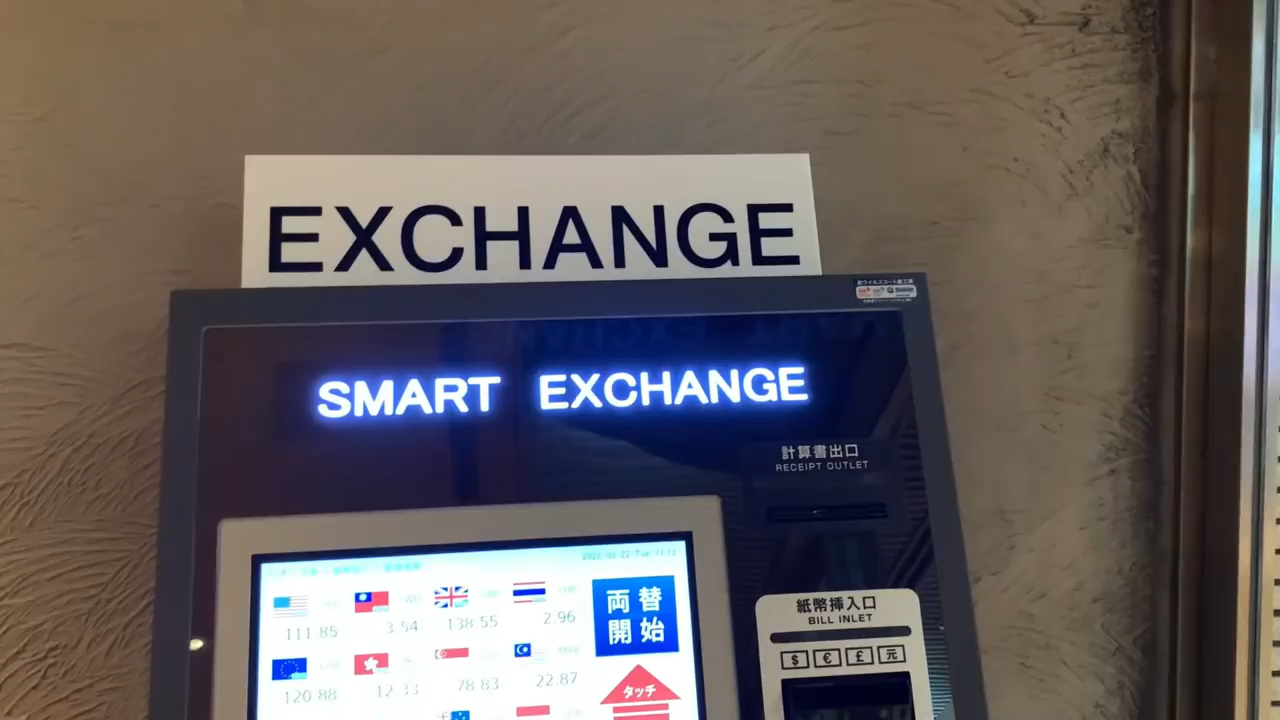 EXCHANGE
SMART EXCHANGE
計算書出口
RECEIPT OUTLET
111.85
3.54
138.55
2.96
両替
開始
120.88
12.33
78.83
22.87
タッチ
紙幣挿入口
BILL INLET
$ € £ 元